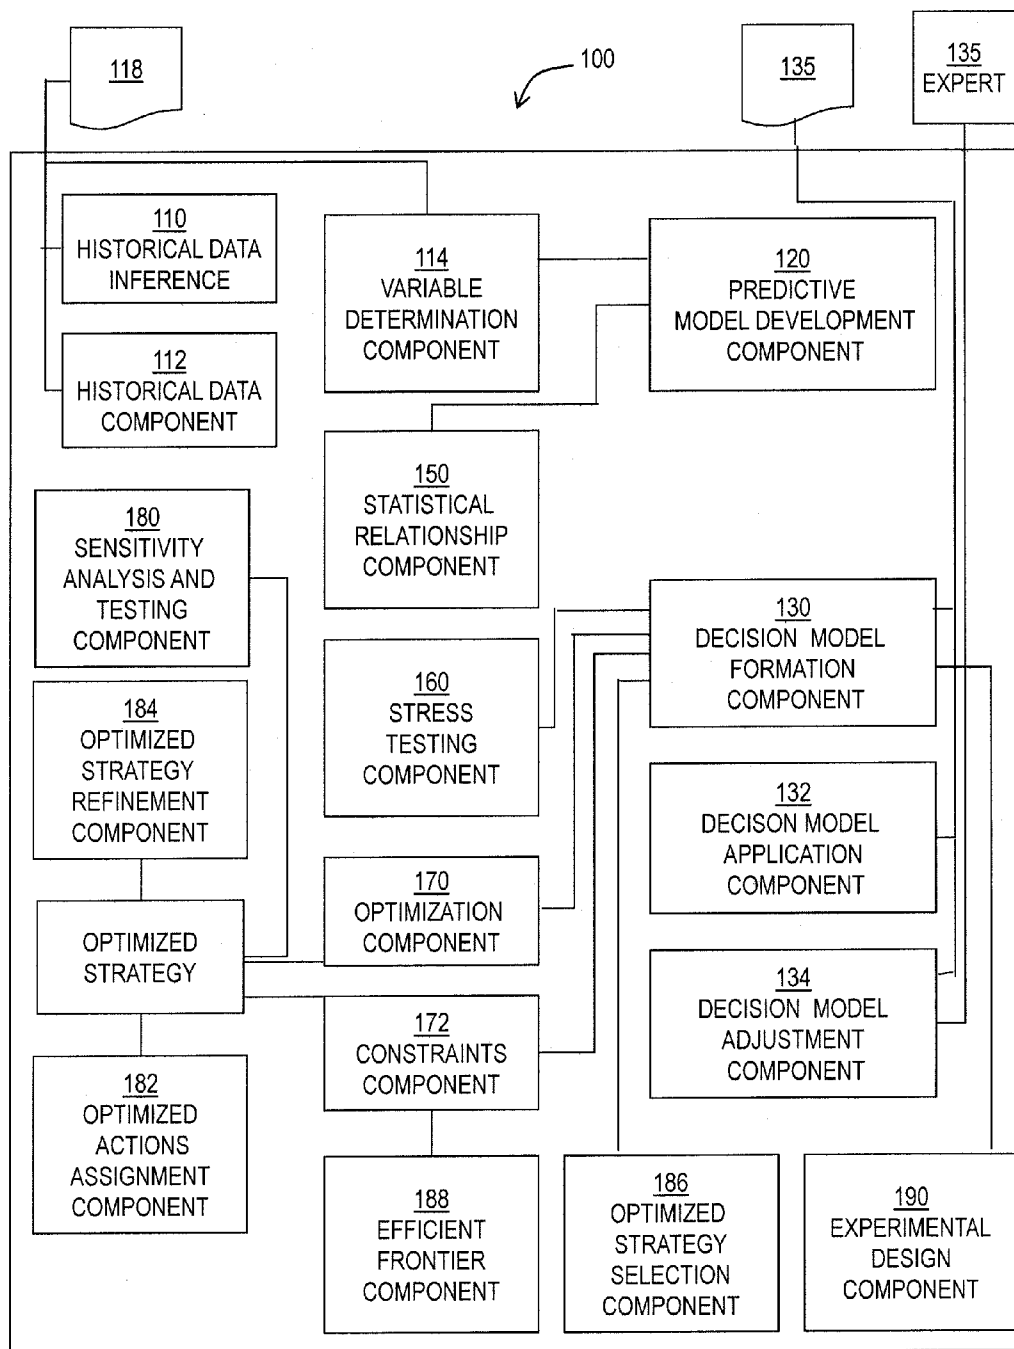 118
100
135
135
EXPERT
110
HISTORICAL DATA
INFERENCE
114
VARIABLE
DETERMINATION
COMPONENT
120
PREDICTIVE
MODEL DEVELOPMENT
COMPONENT
112
HISTORICAL DATA
COMPONENT
150
STATISTICAL
RELATIONSHIP
COMPONENT
180
SENSITIVITY
ANALYSIS AND
TESTING
COMPONENT
130
DECISION MODEL
FORMATION
COMPONENT
160
STRESS
TESTING
COMPONENT
184
OPTIMIZED
STRATEGY
REFINEMENT
COMPONENT
132
DECISON MODEL
APPLICATION
COMPONENT
170
OPTIMIZATION
COMPONENT
OPTIMIZED
STRATEGY
134
DECISION MODEL
ADJUSTMENT
COMPONENT
172
CONSTRAINTS
COMPONENT
182
OPTIMIZED
ACTIONS
ASSIGNMENT
COMPONENT
188
EFFICIENT
FRONTIER
COMPONENT
186
OPTIMIZED
STRATEGY
SELECTION
COMPONENT
190
EXPERIMENTAL
DESIGN
COMPONENT